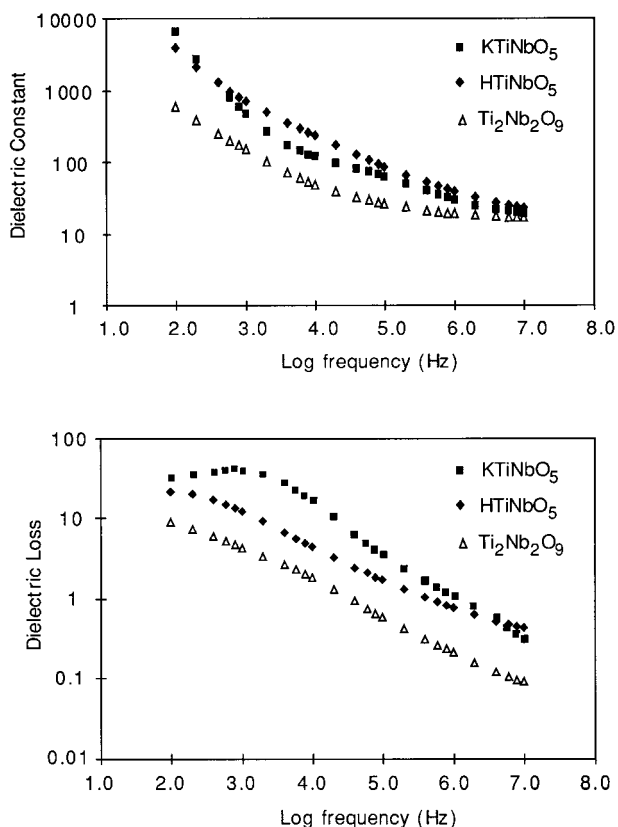 10000
1000
100
10
1
Dielectric Constant
KTiNbO₅
HTiNbO₅
Ti₂Nb₂O₉
1.0 2.0 3.0 4.0 5.0 6.0 7.0 8.0
Log frequency (Hz)
100
10
1
0.1
0.01
Dielectric Loss
KTiNbO₅
HTiNbO₅
Ti₂Nb₂O₉
1.0 2.0 3.0 4.0 5.0 6.0 7.0 8.0
Log frequency (Hz)